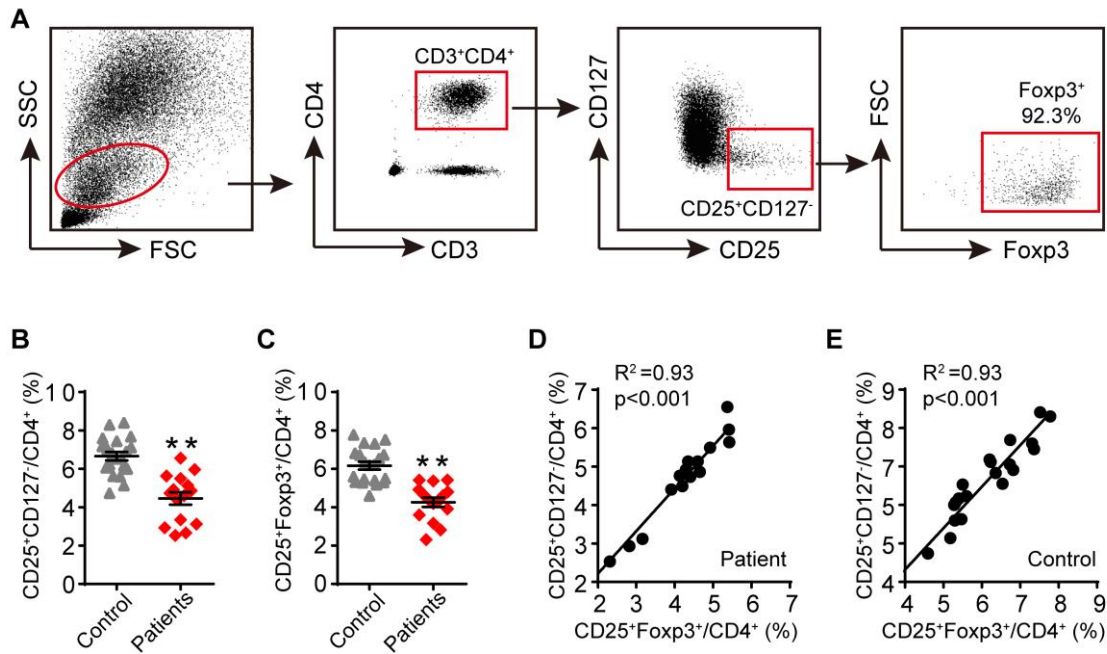 A
SSC
FSC
CD3⁺CD4⁺
CD4
CD3
CD127
CD25⁺CD127⁻
CD25
FSC
Foxp3⁺
92.3%
Foxp3
B
CD25⁺CD127⁻/CD4⁺ (%)
10
8
6
4
2
0
**
Control
Patients
C
CD25⁺Foxp3⁺/CD4⁺ (%)
10
8
6
4
2
0
**
Control
Patients
D
CD25⁺CD127⁻/CD4⁺ (%)
R²=0.93
p<0.001
7
6
5
4
3
2
Patient
2 3 4 5 6 7
CD25⁺Foxp3⁺/CD4⁺ (%)
E
CD25⁺CD127⁻/CD4⁺ (%)
R²=0.93
p<0.001
9
8
7
5
5
4
Control
4 5 6 7 8 9
CD25⁺Foxp3⁺/CD4⁺ (%)